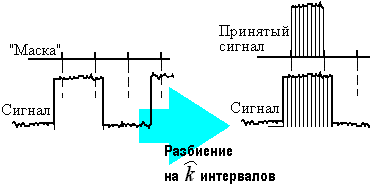 "Маска"
Сигнал
Принятый
сигнал
Сигнал
Разбиение
на k̂ интервалов